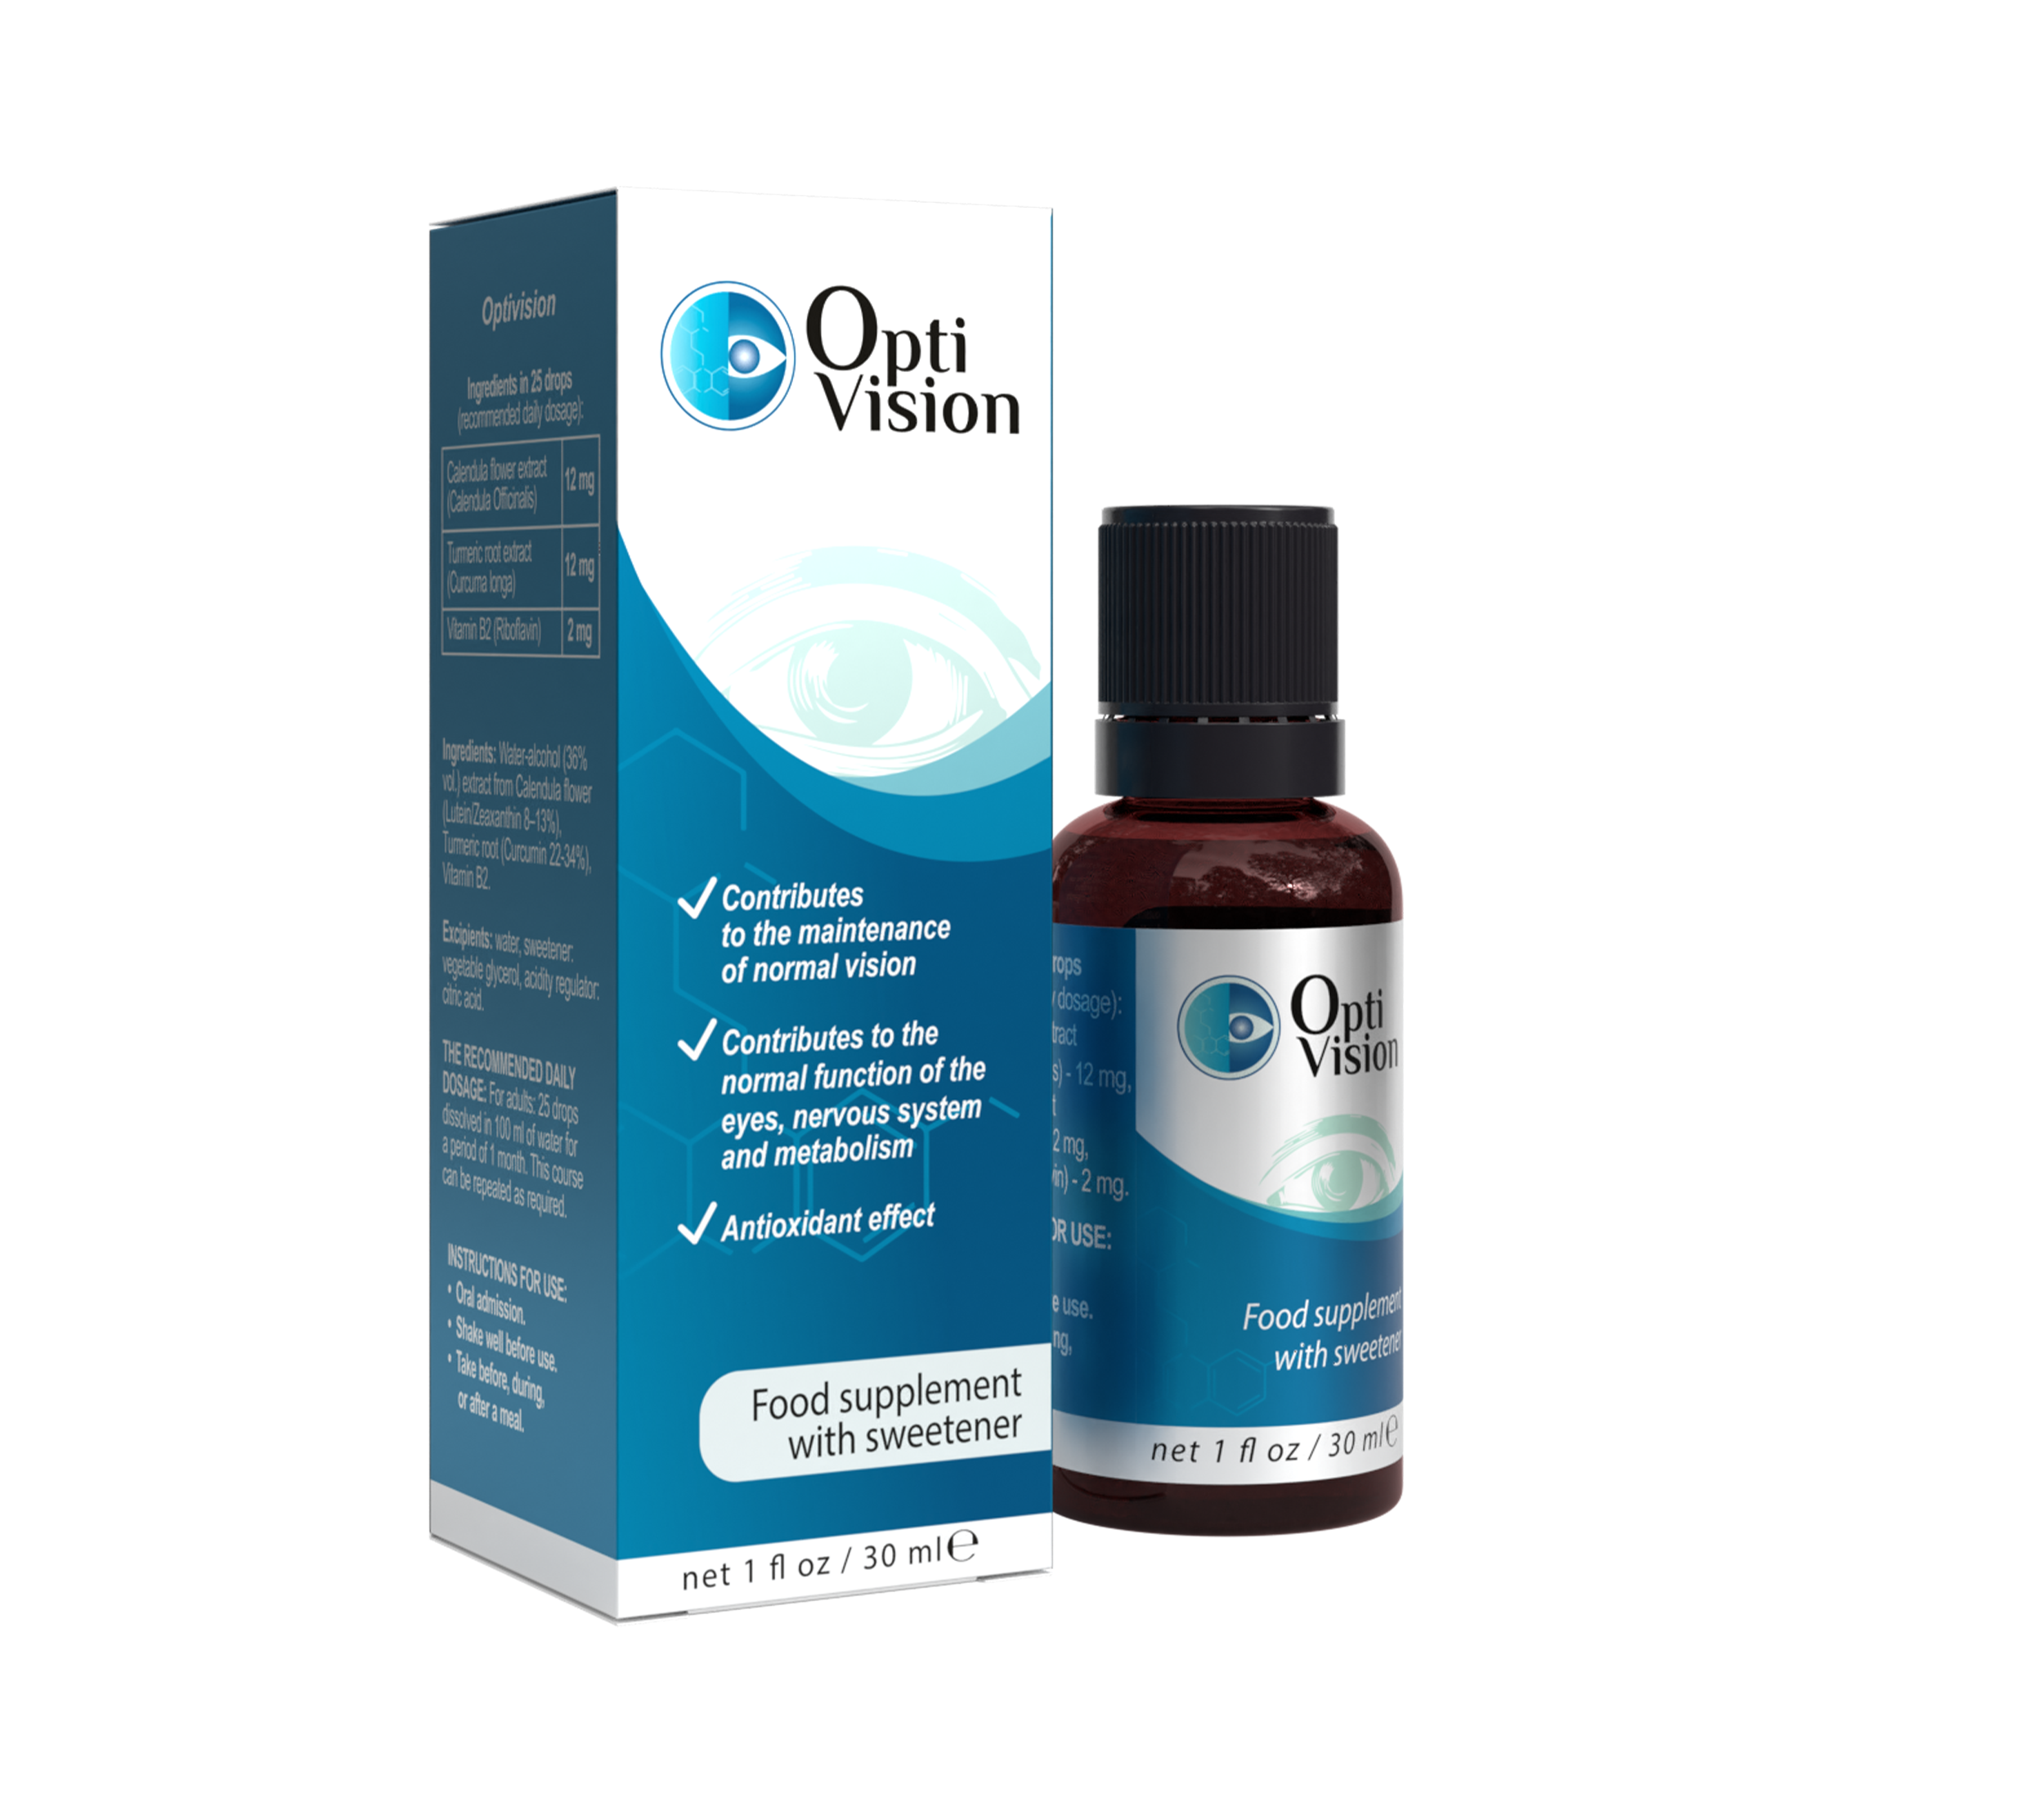 Optivision
Ingredients in 25 drops
(recommended daily dosage):
Calendula flower extract
(Calendula Officinalis)
12 mg
Turmeric root extract
(Curcuma longa)
12 mg
Vitamin B2 (Riboflavin)
2 mg
Ingredients: Water-alcohol (36%
vol.) extract from Calendula flower
(Lutein/Zeaxanthin 8–13%),
Turmeric root (Curcumin 22-34%),
Vitamin B2.
Excipients: water, sweetener:
vegetable glycerol, acidity regulator:
citric acid.
THE RECOMMENDED DAILY
DOSAGE: For adults: 25 drops
dissolved in 100 ml of water for
a period of 1 month. This course
can be repeated as required.
INSTRUCTIONS FOR USE:
• Oral admission.
• Shake well before use.
• Take before, during,
or after a meal.
Opti
Vision
Contributes
to the maintenance
of normal vision
Contributes to the
normal function of the
eyes, nervous system
and metabolism
Antioxidant effect
Food supplement
with sweetener
net 1 fl oz / 30 ml℮
rops
dosage):
tract
s) - 12 mg,
t
2 mg,
in) - 2 mg.
OR USE:
e use.
ng,
Opti
Vision
Food supplement
with sweetener
net 1 fl oz / 30 ml℮